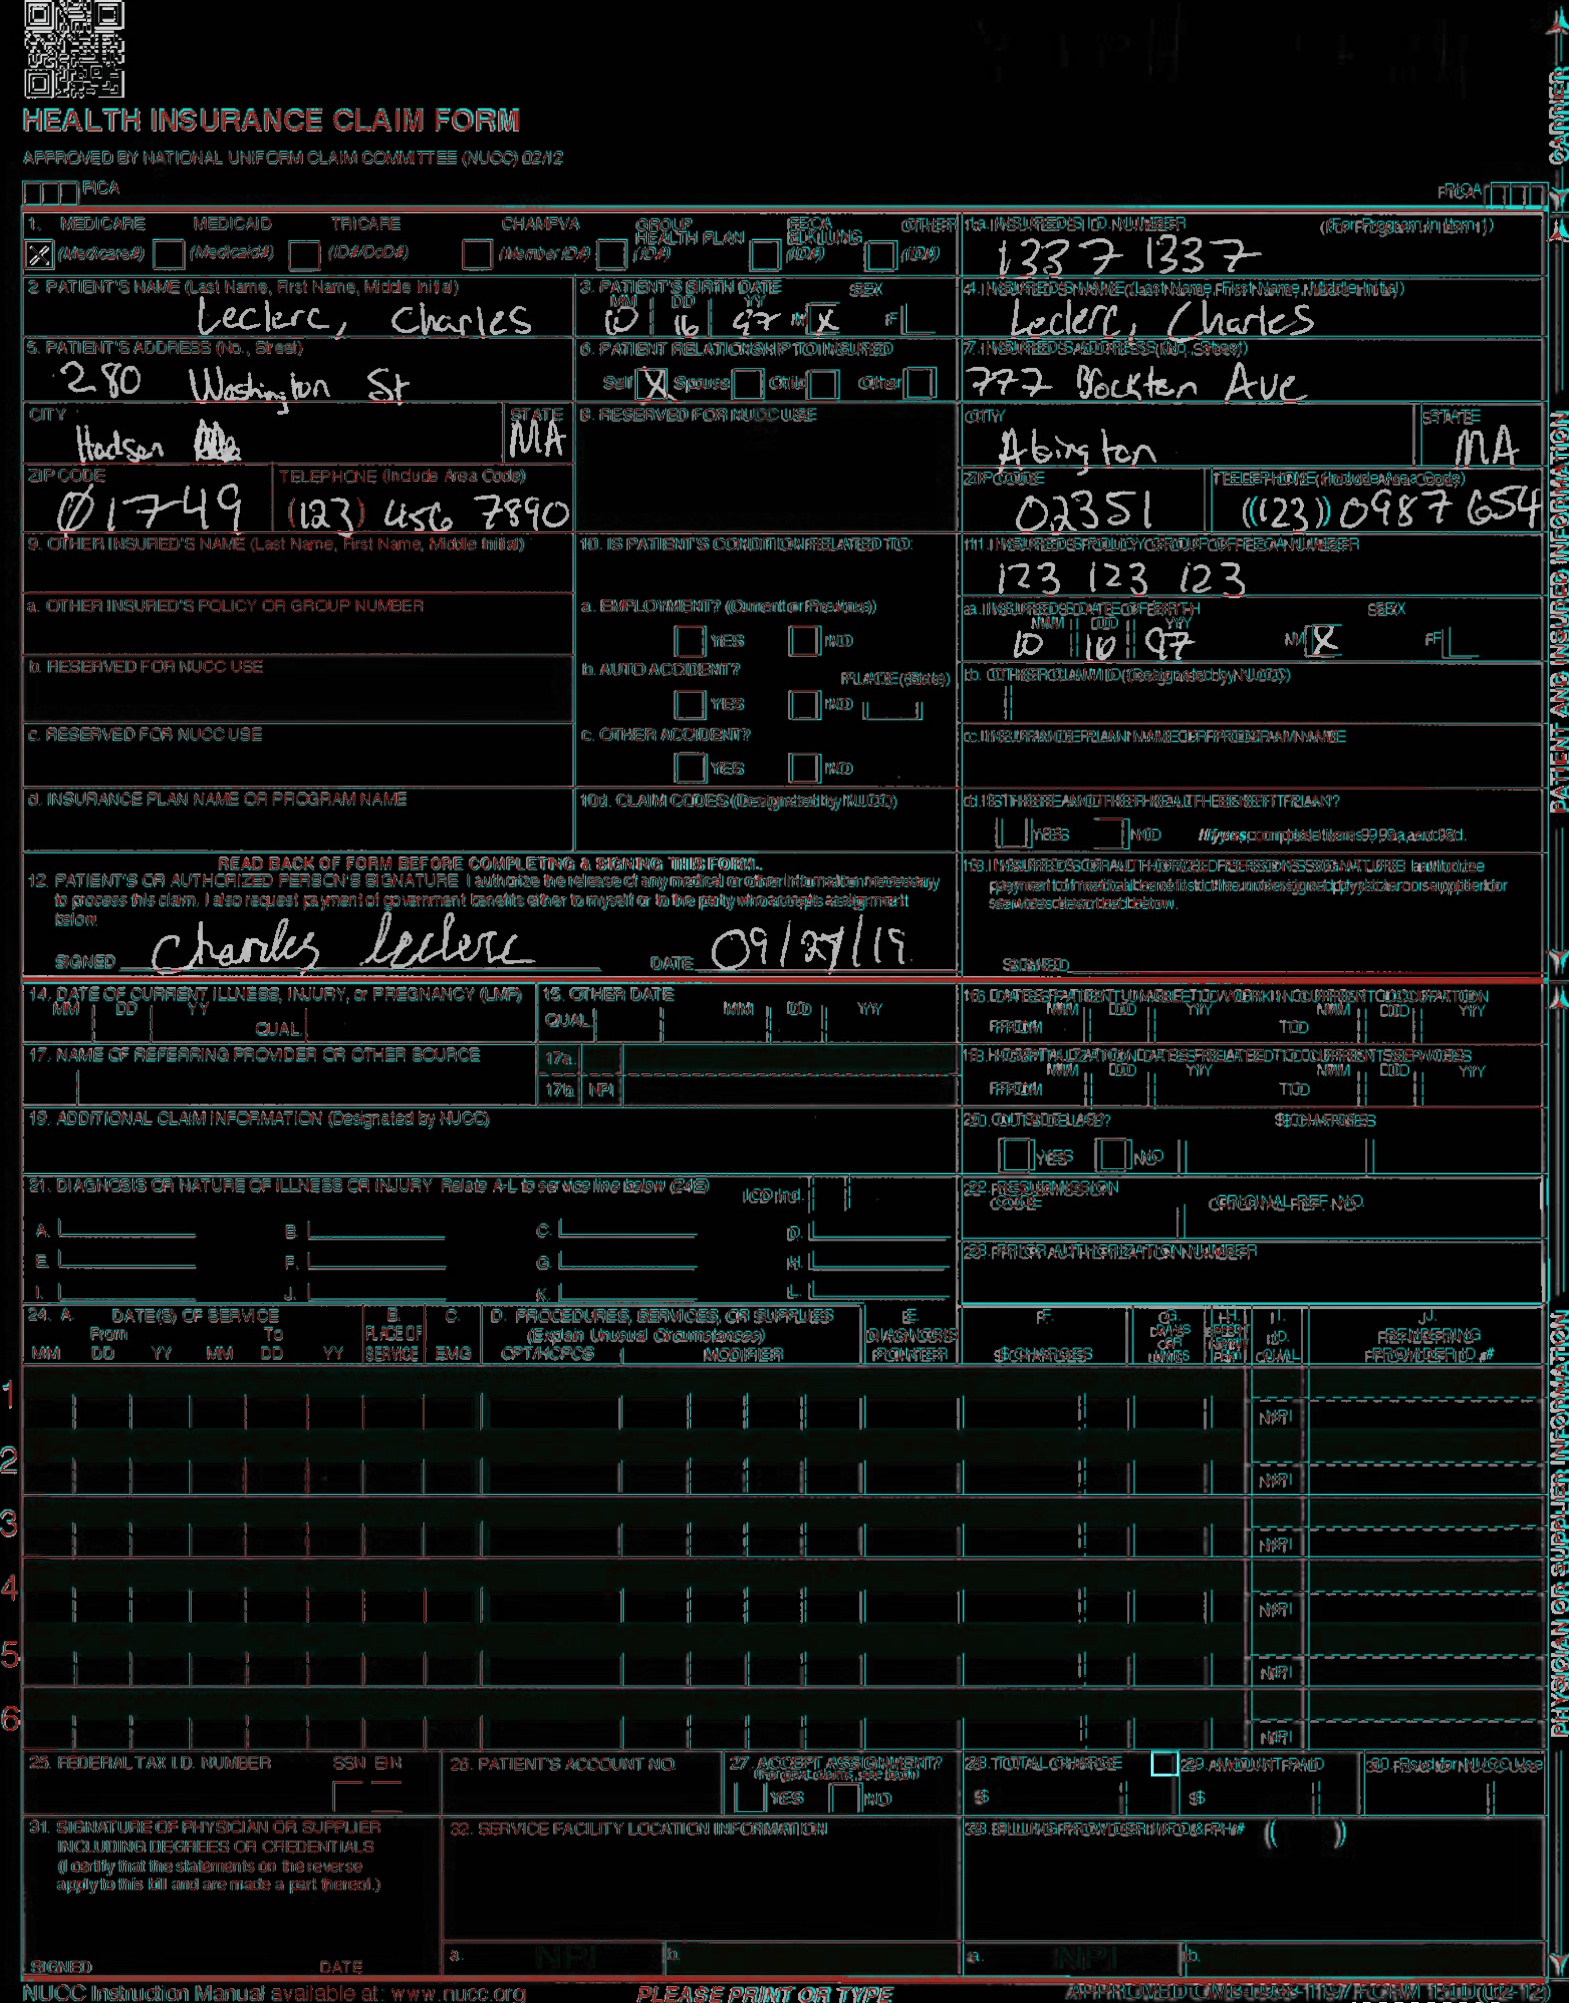 HEALTH INSURANCE CLAIM FORM
APPROVED BY NATIONAL UNIFORM CLAIM COMMITTEE (NUCC) 02/12
PICA
PICA
CARRIER
1. MEDICARE MEDICAID TRICARE CHAMPVA GROUP HEALTH PLAN FECA BLK LUNG OTHER
(Medicare#) (Medicaid#) (ID#/DoD#) (Member ID#) (ID#) (ID#) (ID#)
1a. INSURED'S I.D. NUMBER (For Program in Item 1)
1337 1337
2. PATIENT'S NAME (Last Name, First Name, Middle Initial)
Leclerc, Charles
3. PATIENT'S BIRTH DATE SEX
MM DD YY
10 16 97 M X F
4. INSURED'S NAME (Last Name, First Name, Middle Initial)
Leclerc, Charles
5. PATIENT'S ADDRESS (No., Street)
280 Washington St
6. PATIENT RELATIONSHIP TO INSURED
Self X Spouse Child Other
7. INSURED'S ADDRESS (No., Street)
777 Brockton Ave
CITY STATE
Hudson MA
8. RESERVED FOR NUCC USE
CITY STATE
Abington MA
ZIP CODE TELEPHONE (Include Area Code)
01749 (123) 456 7890
ZIP CODE TELEPHONE (Include Area Code)
02351 (123) 0987 654
9. OTHER INSURED'S NAME (Last Name, First Name, Middle Initial)
10. IS PATIENT'S CONDITION RELATED TO:
11. INSURED'S POLICY GROUP OR FECA NUMBER
123 123 123
a. OTHER INSURED'S POLICY OR GROUP NUMBER
a. EMPLOYMENT? (Current or Previous)
YES NO
a. INSURED'S DATE OF BIRTH SEX
MM DD YY
10 16 97 M X F
b. RESERVED FOR NUCC USE
b. AUTO ACCIDENT? PLACE (State)
YES NO
b. OTHER CLAIM ID (Designated by NUCC)
c. RESERVED FOR NUCC USE
c. OTHER ACCIDENT?
YES NO
c. INSURANCE PLAN NAME OR PROGRAM NAME
d. INSURANCE PLAN NAME OR PROGRAM NAME
10d. CLAIM CODES (Designated by NUCC)
d. IS THERE ANOTHER HEALTH BENEFIT PLAN?
YES NO If yes, complete items 9, 9a, and 9d.
PATIENT AND INSURED INFORMATION
READ BACK OF FORM BEFORE COMPLETING & SIGNING THIS FORM.
12. PATIENT'S OR AUTHORIZED PERSON'S SIGNATURE I authorize the release of any medical or other information necessary
to process this claim. I also request payment of government benefits either to myself or to the party who accepts assignment
below.
SIGNED Charles Leclerc DATE 09/27/19
13. INSURED'S OR AUTHORIZED PERSON'S SIGNATURE I authorize
payment of medical benefits to the undersigned physician or supplier for
services described below.
SIGNED
14. DATE OF CURRENT ILLNESS, INJURY, or PREGNANCY (LMP)
MM DD YY QUAL.
15. OTHER DATE
QUAL. MM DD YY
16. DATES PATIENT UNABLE TO WORK IN CURRENT OCCUPATION
MM DD YY MM DD YY
FROM TO
17. NAME OF REFERRING PROVIDER OR OTHER SOURCE
17a.
17b. NPI
18. HOSPITALIZATION DATES RELATED TO CURRENT SERVICES
MM DD YY MM DD YY
FROM TO
19. ADDITIONAL CLAIM INFORMATION (Designated by NUCC)
20. OUTSIDE LAB? $ CHARGES
YES NO
21. DIAGNOSIS OR NATURE OF ILLNESS OR INJURY Relate A-L to service line below (24E)
ICD Ind.
A. B. C. D.
E. F. G. H.
I. J. K. L.
22. RESUBMISSION CODE ORIGINAL REF. NO.
23. PRIOR AUTHORIZATION NUMBER
24. A. DATE(S) OF SERVICE
From To
MM DD YY MM DD YY
B. PLACE OF SERVICE
C. EMG
D. PROCEDURES, SERVICES, OR SUPPLIES
(Explain Unusual Circumstances)
CPT/HCPCS MODIFIER
E. DIAGNOSIS POINTER
F. $ CHARGES
G. DAYS OR UNITS
H. EPSDT Family Plan
I. ID. QUAL.
J. RENDERING PROVIDER ID. #
1 NPI
2 NPI
3 NPI
4 NPI
5 NPI
6 NPI
PHYSICIAN OR SUPPLIER INFORMATION
25. FEDERAL TAX I.D. NUMBER SSN EIN
26. PATIENT'S ACCOUNT NO.
27. ACCEPT ASSIGNMENT?
(For govt. claims, see back)
YES NO
28. TOTAL CHARGE
$
29. AMOUNT PAID
$
30. Rsvd for NUCC Use
31. SIGNATURE OF PHYSICIAN OR SUPPLIER
INCLUDING DEGREES OR CREDENTIALS
(I certify that the statements on the reverse
apply to this bill and are made a part thereof.)
SIGNED DATE
32. SERVICE FACILITY LOCATION INFORMATION
a. NPI b.
33. BILLING PROVIDER INFO & PH # ( )
a. NPI b.
NUCC Instruction Manual available at: www.nucc.org
PLEASE PRINT OR TYPE
APPROVED OMB-0938-1197 FORM 1500 (02-12)